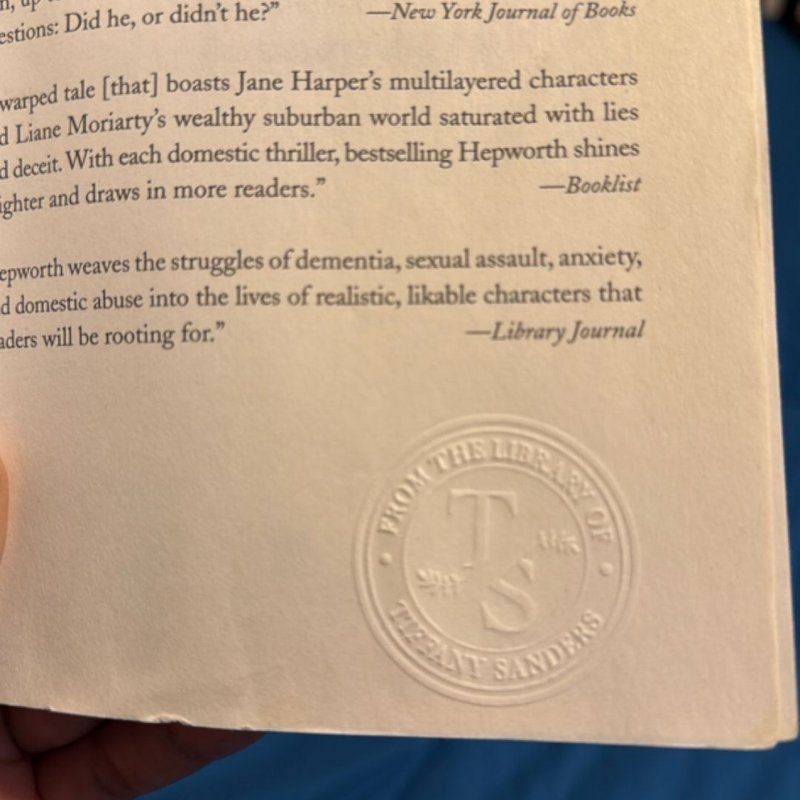 estions: Did he, or didn't he?" —New York Journal of Books
warped tale [that] boasts Jane Harper's multilayered characters
d Liane Moriarty's wealthy suburban world saturated with lies
d deceit. With each domestic thriller, bestselling Hepworth shines
ighter and draws in more readers." —Booklist
epworth weaves the struggles of dementia, sexual assault, anxiety,
d domestic abuse into the lives of realistic, likable characters that
aders will be rooting for." —Library Journal
FROM THE LIBRARY OF
T
S
TIFFANY SANDERS